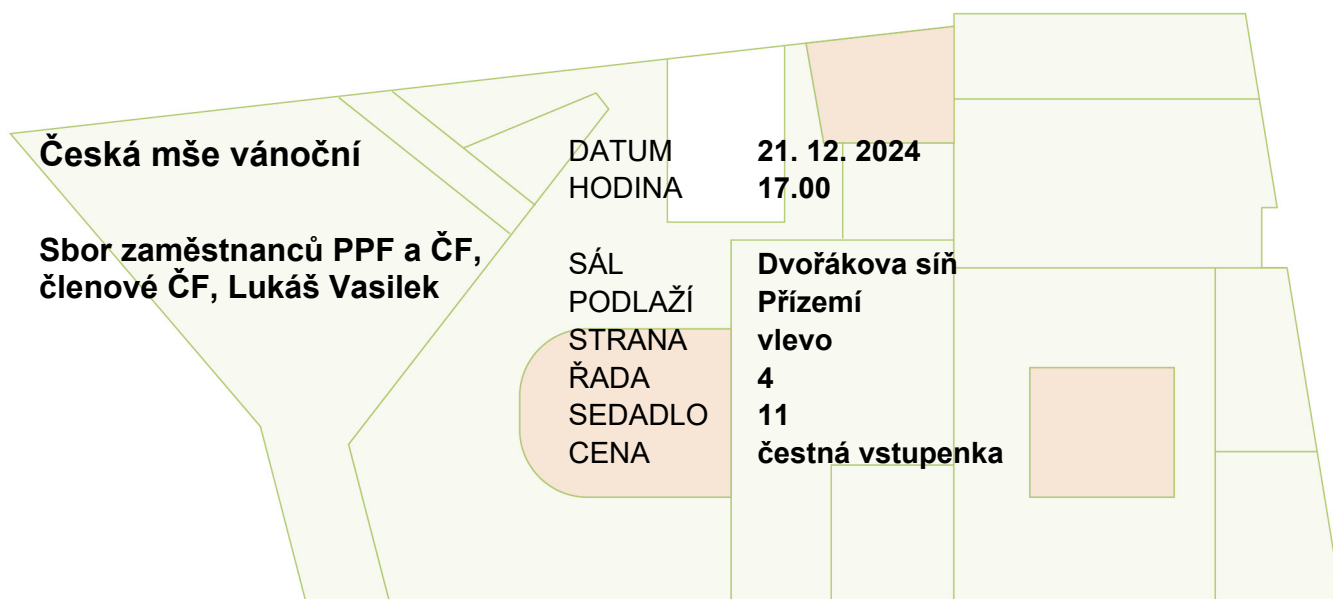 Česká mše vánoční
Sbor zaměstnanců PPF a ČF,
členové ČF, Lukáš Vasilek
DATUM 21. 12. 2024
HODINA 17.00
SÁL Dvořákova síň
PODLAŽÍ Přízemí
STRANA vlevo
ŘADA 4
SEDADLO 11
CENA čestná vstupenka